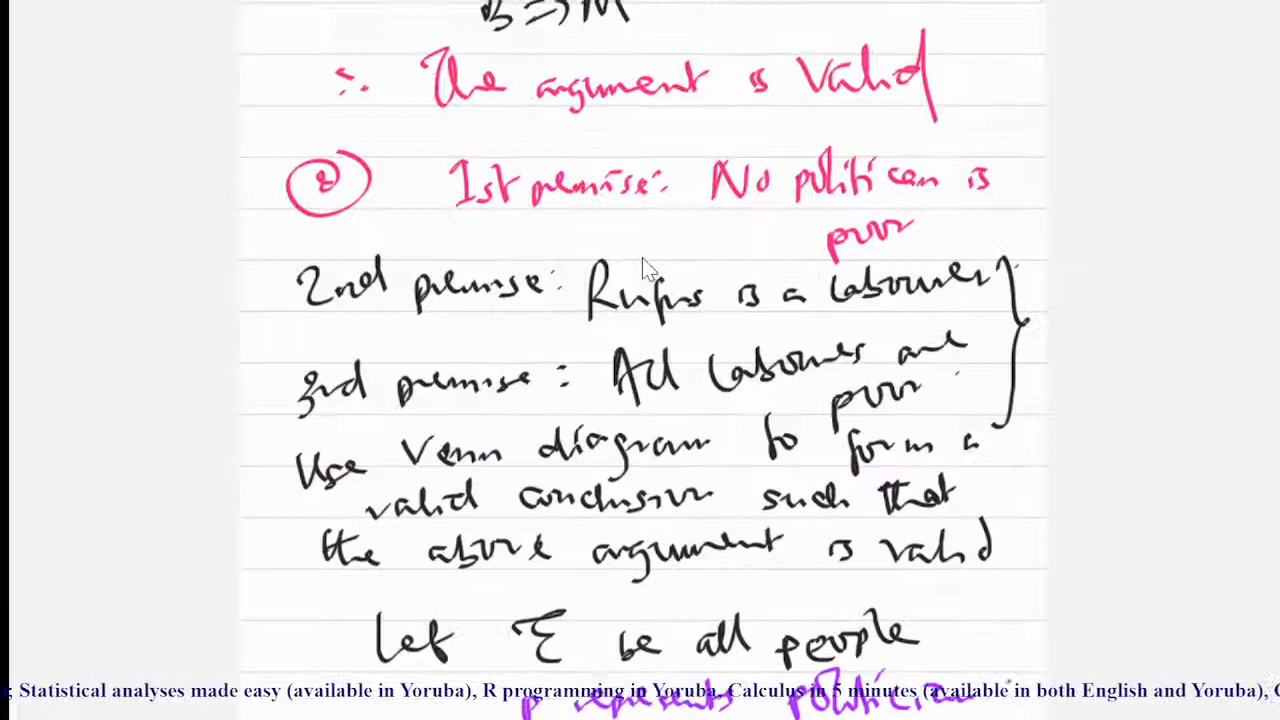 B => M
∴ The argument is valid
② 1st premise: No politican is
poor
2nd premise: Rufus is a labourer
3rd premise: All labourers are
poor
Use Venn diagram to form a
valid conclusion such that
the above argument is valid
Let Ɛ be all people
p represents politician
; Statistical analyses made easy (available in Yoruba), R programming in Yoruba, Calculus in 5 minutes (available in both English and Yoruba), C